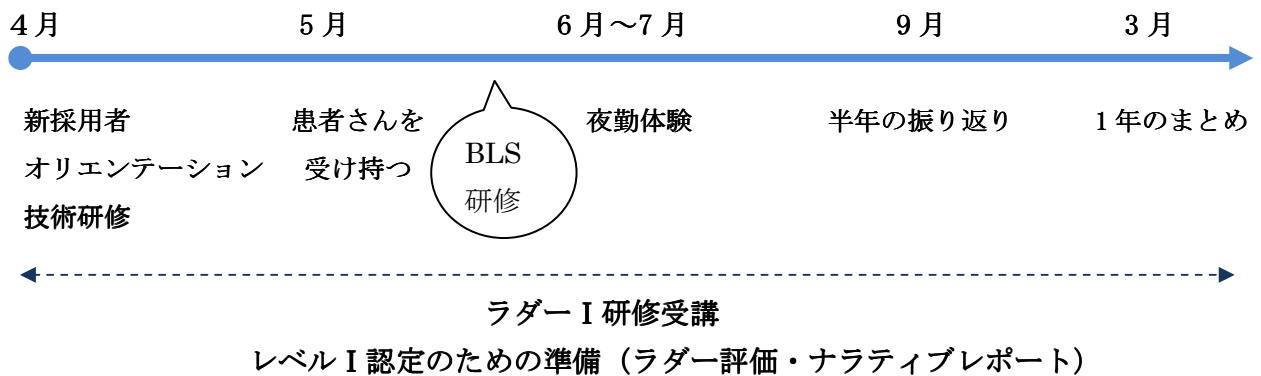 4月 5月 6月～7月 9月 3月
新採用者 患者さんを 夜勤体験 半年の振り返り 1年のまとめ
オリエンテーション 受け持つ
技術研修
BLS
研修
ラダーⅠ研修受講
レベルⅠ認定のための準備（ラダー評価・ナラティブレポート）